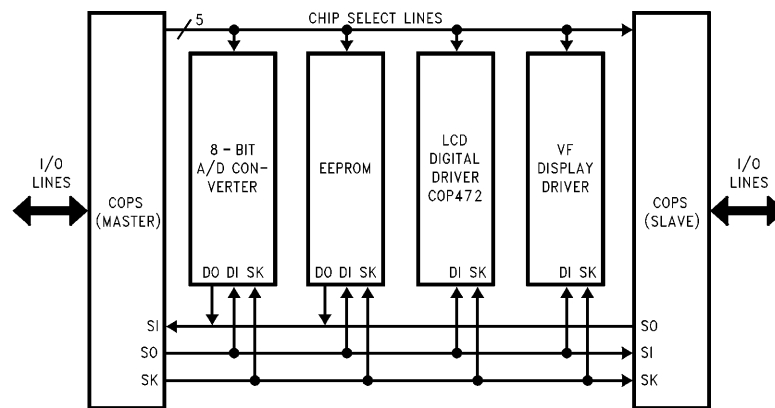 5
CHIP SELECT LINES
I/O
LINES
COPS
(MASTER)
8 - BIT
A/D CON-
VERTER
DO DI SK
EEPROM
DO DI SK
LCD
DIGITAL
DRIVER
COP472
DI SK
VF
DISPLAY
DRIVER
DI SK
COPS
(SLAVE)
I/O
LINES
SI
SO
SK
SO
SI
SK